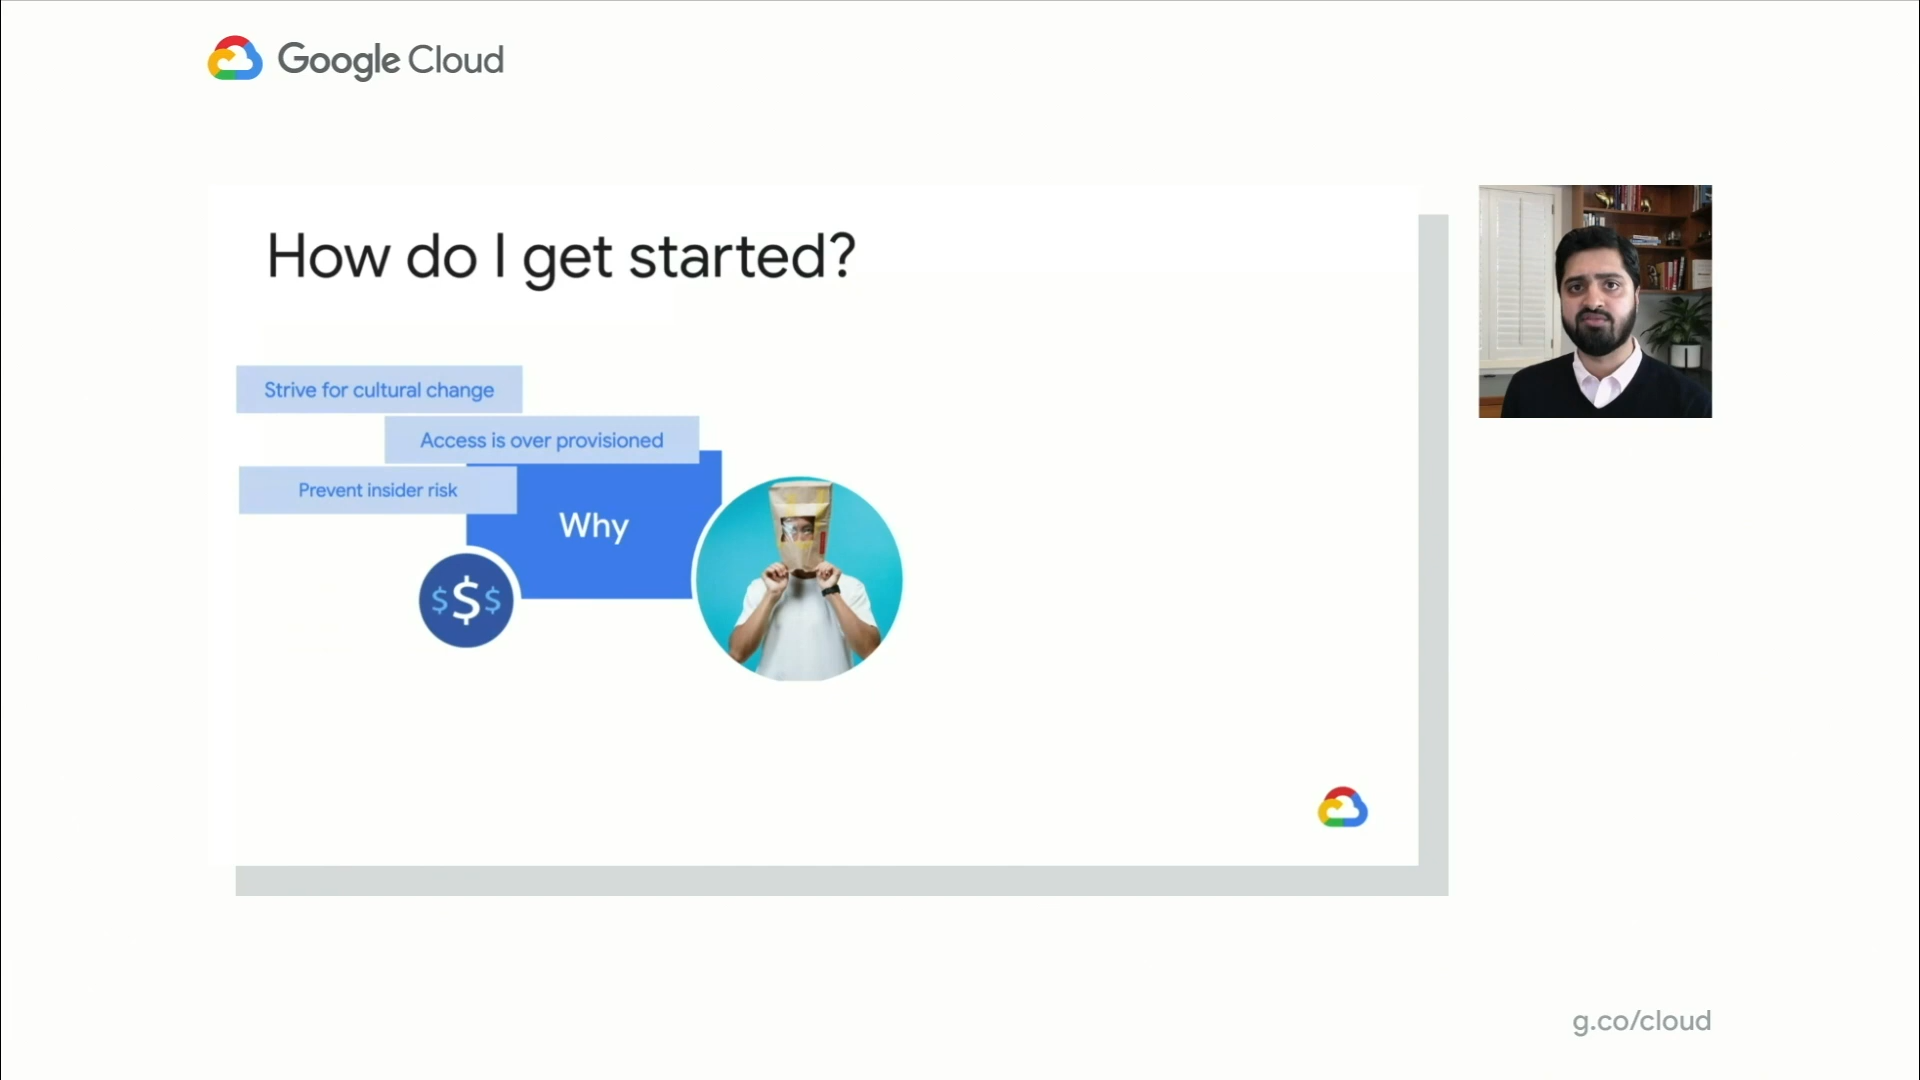 Google Cloud
How do I get started?
Strive for cultural change
Access is over provisioned
Prevent insider risk
Why
$ $ $
g.co/cloud